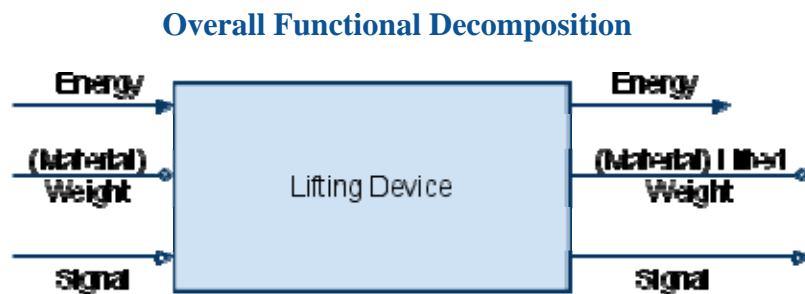 Overall Functional Decomposition
Energy
Energy
(Material)
Weight
(Material) Lifted
Weight
Lifting Device
Signal
Signal